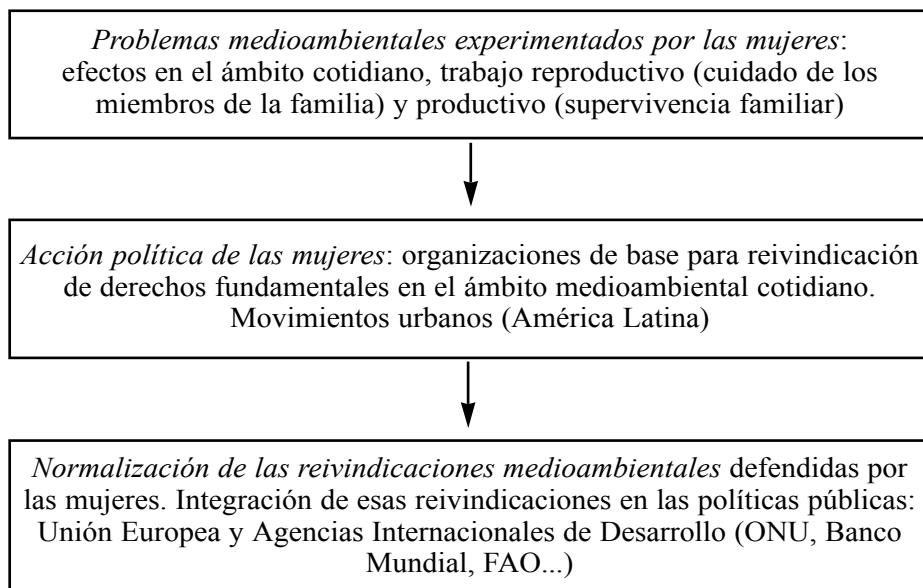 Problemas medioambientales experimentados por las mujeres:
efectos en el ámbito cotidiano, trabajo reproductivo (cuidado de los
miembros de la familia) y productivo (supervivencia familiar)
Acción política de las mujeres: organizaciones de base para reivindicación
de derechos fundamentales en el ámbito medioambiental cotidiano.
Movimientos urbanos (América Latina)
Normalización de las reivindicaciones medioambientales defendidas por
las mujeres. Integración de esas reivindicaciones en las políticas públicas:
Unión Europea y Agencias Internacionales de Desarrollo (ONU, Banco
Mundial, FAO...)